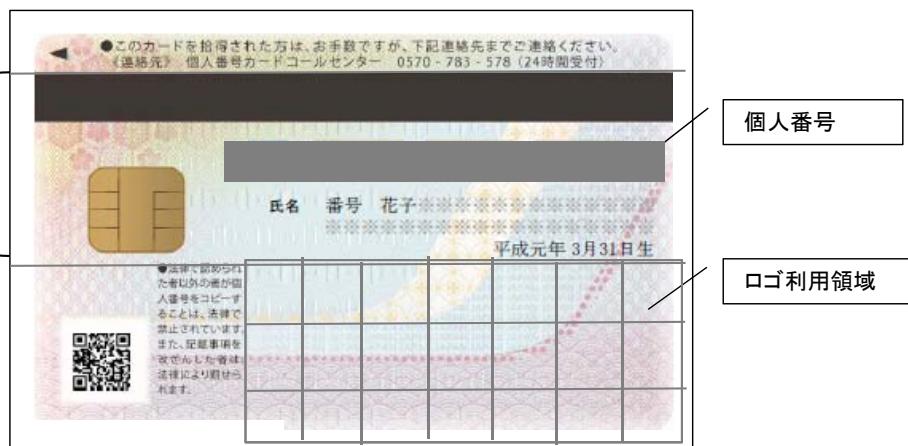 ●このカードを拾得された方は、お手数ですが、下記連絡先までご連絡ください。
《連絡先》 個人番号カードコールセンター 0570-783-578（24時間受付）
個人番号
氏名 番号 花子※※※※※※※※※※※※※
※※※※※※※※※※※※※※※※※※
平成元年 3月31日生
ロゴ利用領域
●法律で認められ
た者以外の者が個
人番号をコピーす
ることは、法律で
禁止されています。
また、記載事項を
改ざんした者は、
法律により罰せら
れます。